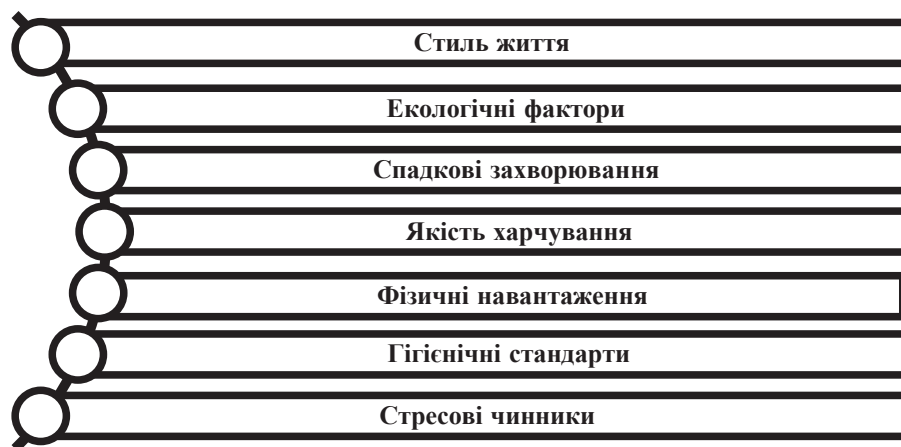 Стиль життя
Екологічні фактори
Спадкові захворювання
Якість харчування
Фізичні навантаження
Гігієнічні стандарти
Стресові чинники